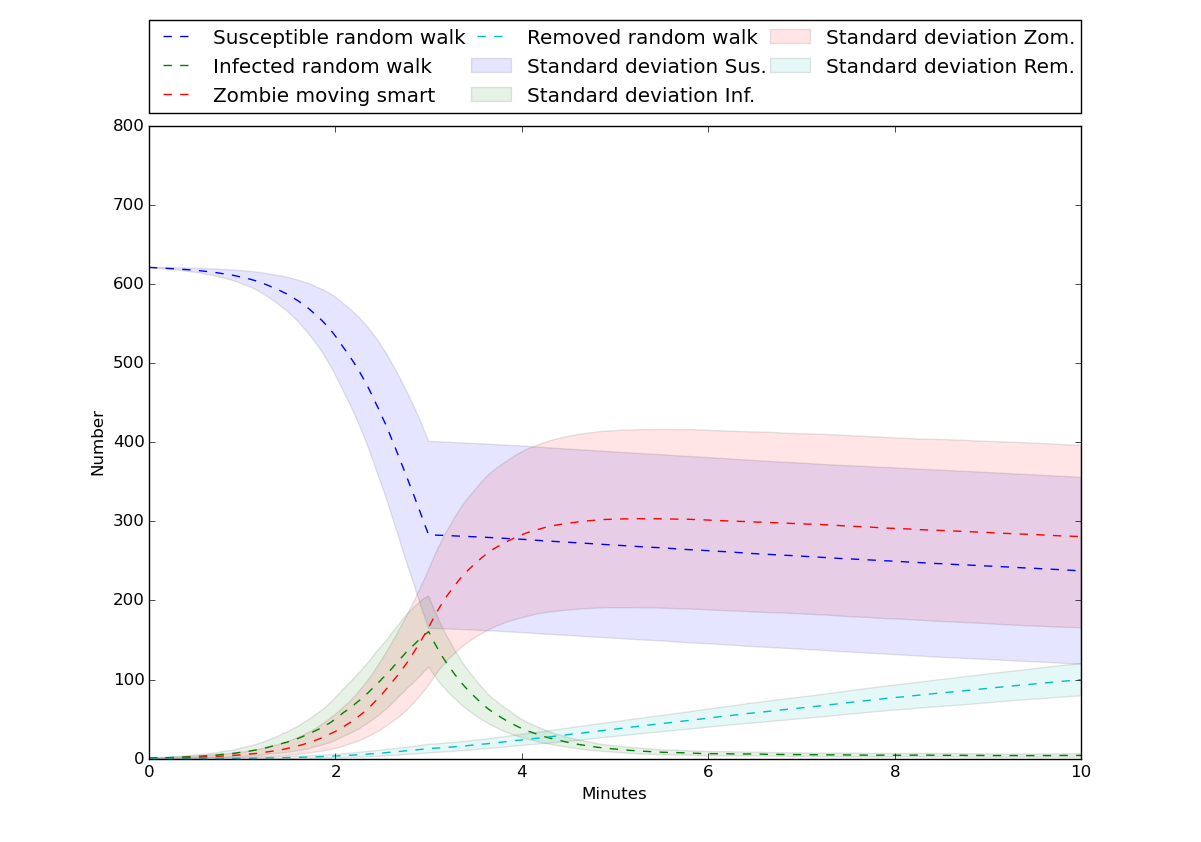 Susceptible random walk Removed random walk Standard deviation Zom.
Infected random walk Standard deviation Sus. Standard deviation Rem.
Zombie moving smart Standard deviation Inf.
800
700
600
500
400
300
200
100
0
Number
0 2 4 6 8 10
Minutes